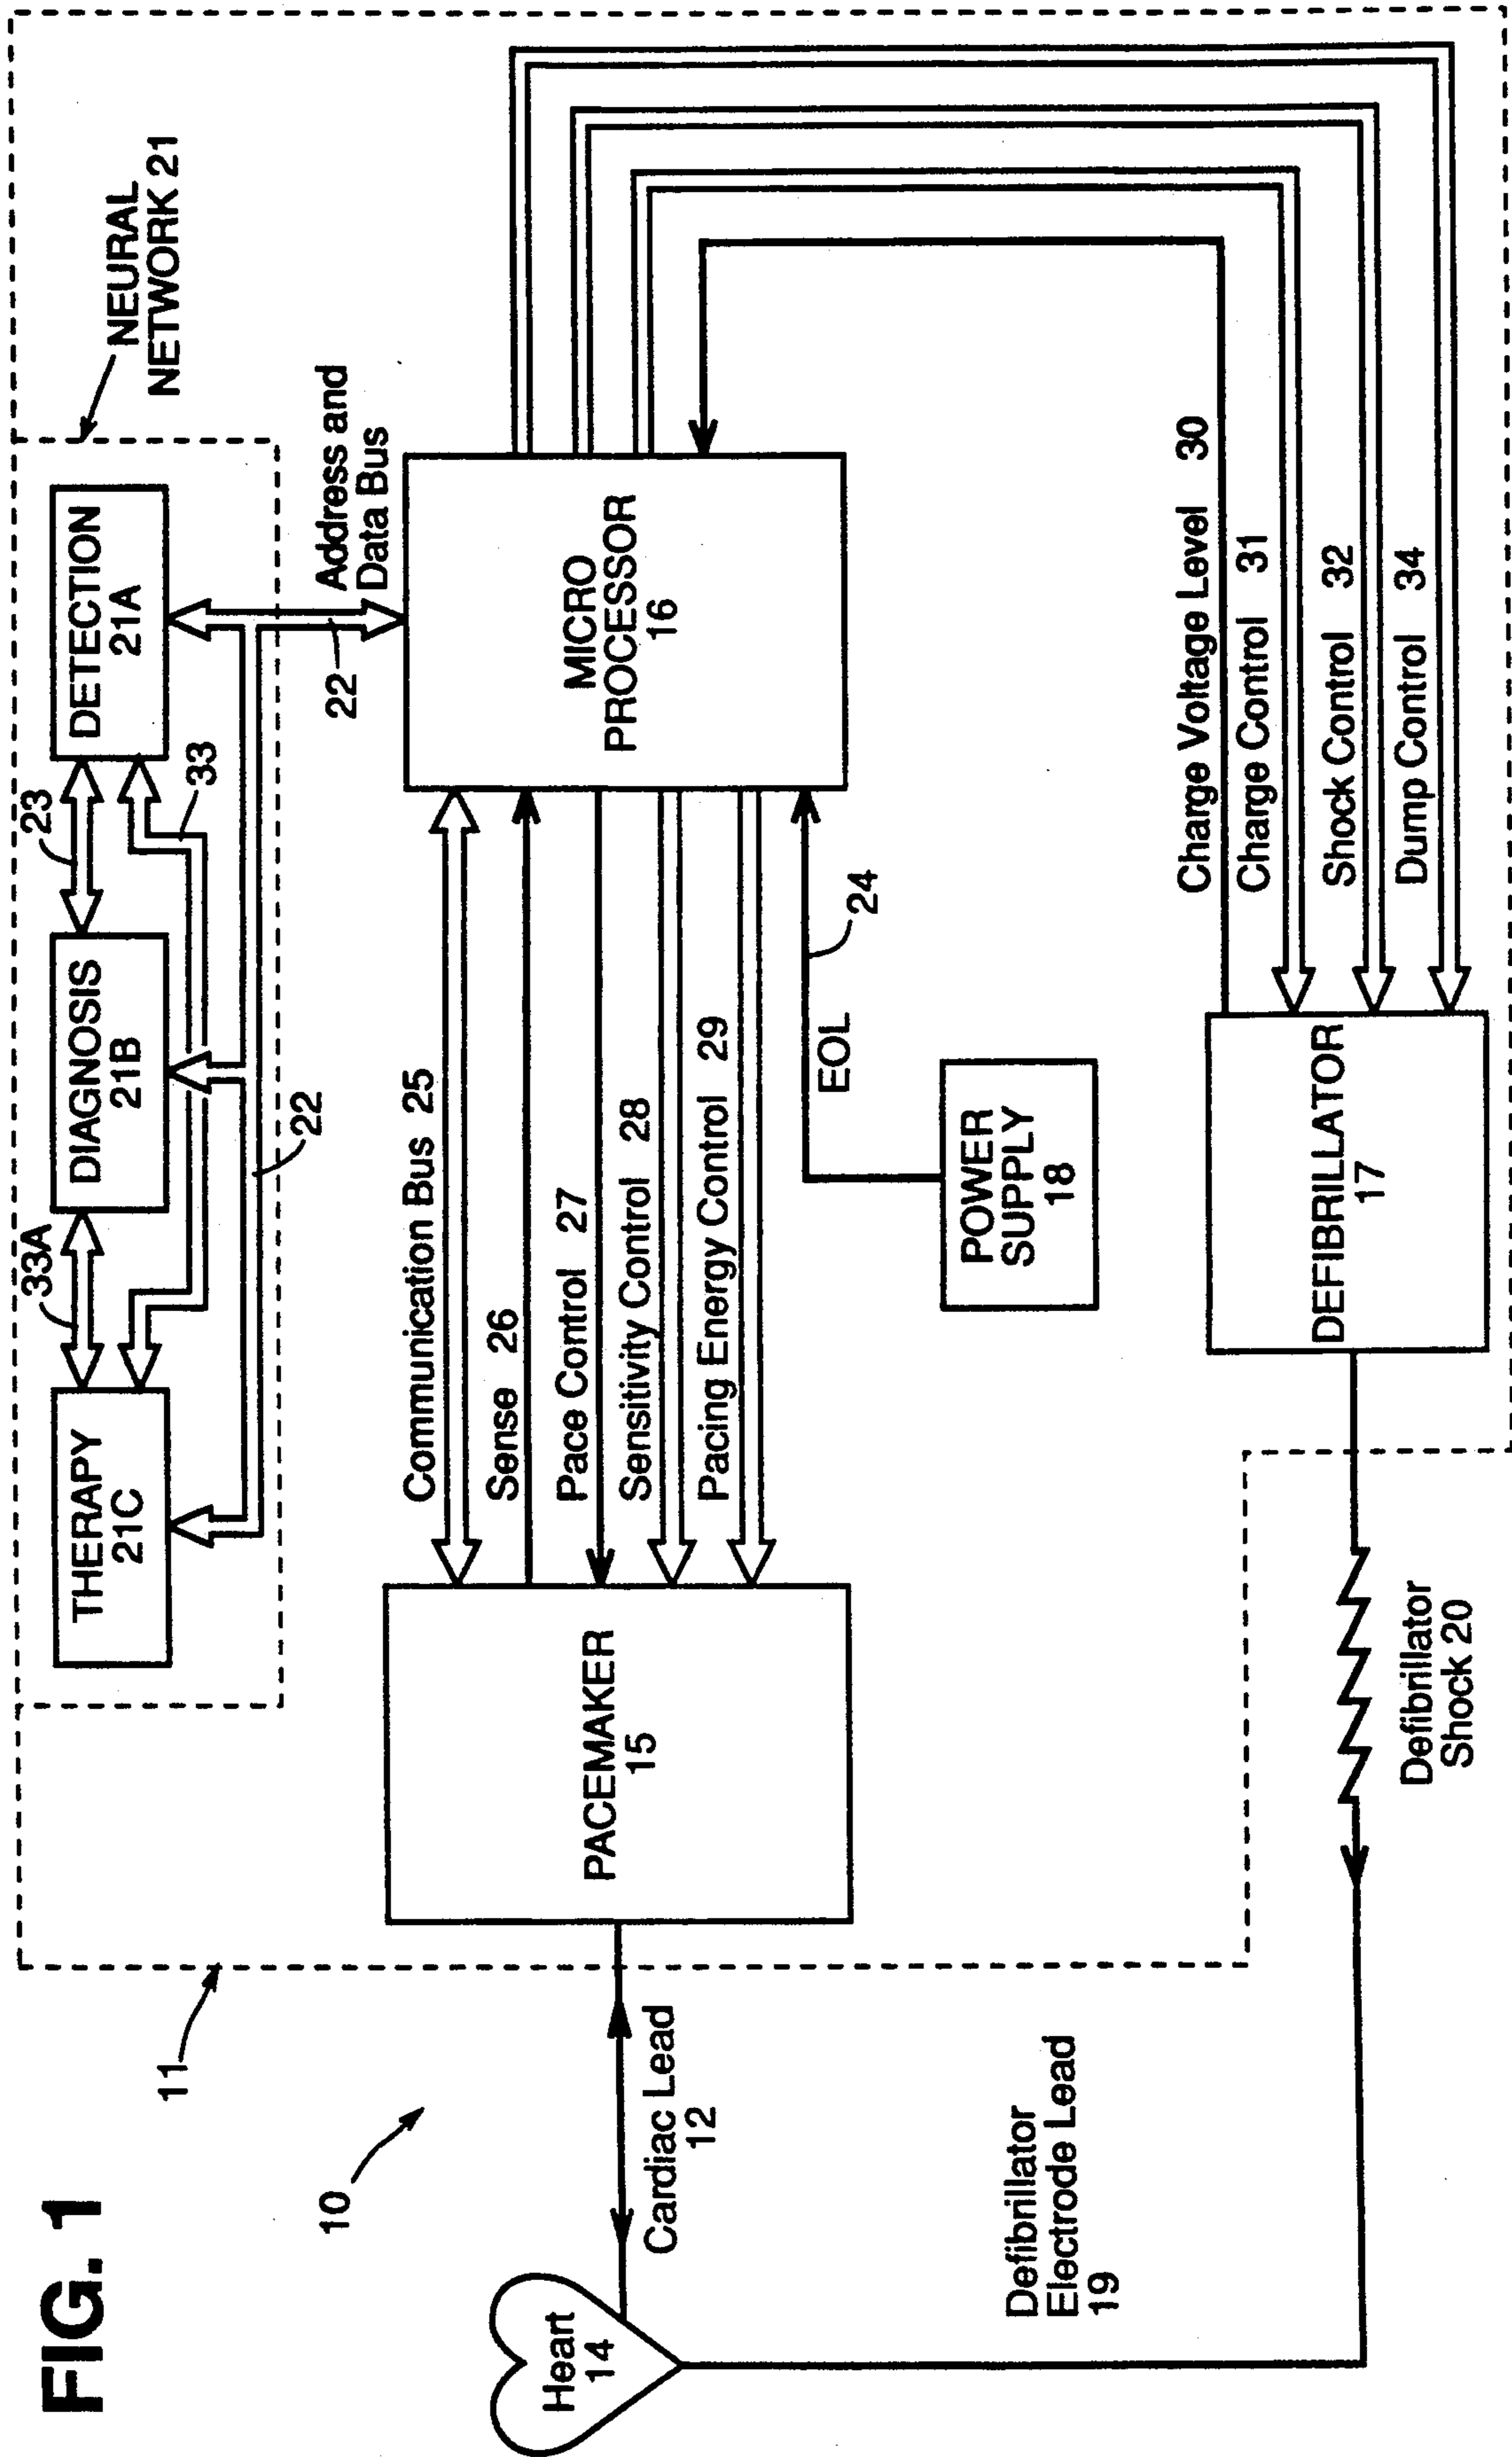 FIG. 1
10
11
NEURAL
NETWORK 21
THERAPY
21C
33A
DIAGNOSIS
21B
23
DETECTION
21A
33
22
22
Address and
Data Bus
Heart
14
Cardiac Lead
12
PACEMAKER
15
Communication Bus 25
Sense 26
Pace Control 27
Sensitivity Control 28
Pacing Energy Control 29
MICRO
PROCESSOR
16
EOL
24
POWER
SUPPLY
18
Defibrillator
Electrode Lead
19
Defibrillator
Shock 20
DEFIBRILLATOR
17
Charge Voltage Level 30
Charge Control 31
Shock Control 32
Dump Control 34